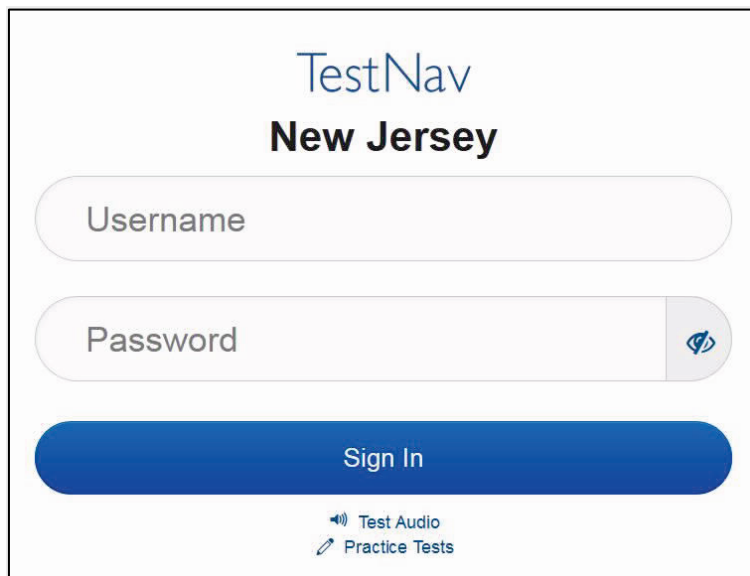 TestNav
New Jersey
Username
Password
Sign In
Test Audio
Practice Tests